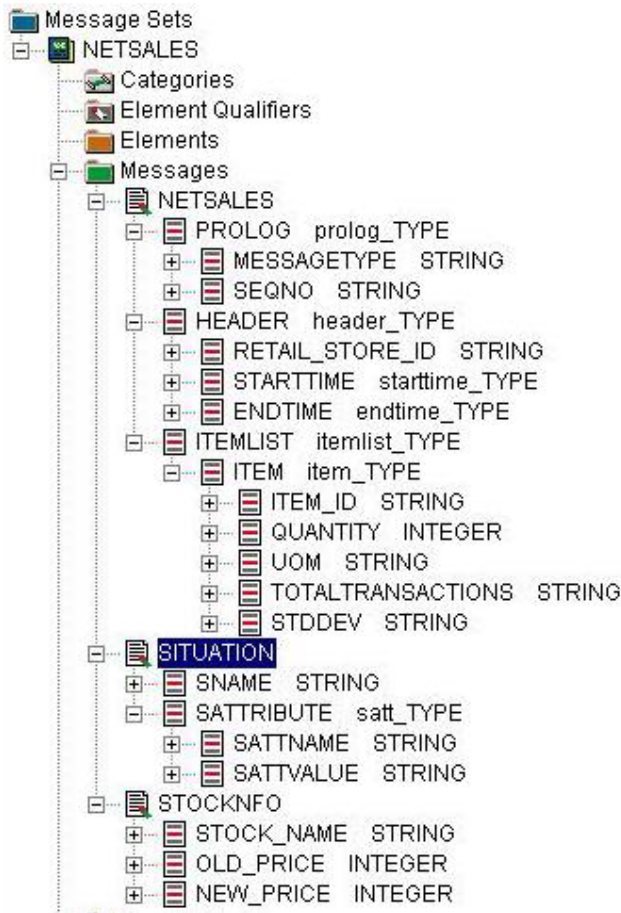 Message Sets
NETSALES
Categories
Element Qualifiers
Elements
Messages
NETSALES
PROLOG prolog_TYPE
MESSAGETYPE STRING
SEQNO STRING
HEADER header_TYPE
RETAIL_STORE_ID STRING
STARTTIME starttime_TYPE
ENDTIME endtime_TYPE
ITEMLIST itemlist_TYPE
ITEM item_TYPE
ITEM_ID STRING
QUANTITY INTEGER
UOM STRING
TOTALTRANSACTIONS STRING
STDDEV STRING
SITUATION
SNAME STRING
SATTRIBUTE satt_TYPE
SATTNAME STRING
SATTVALUE STRING
STOCKNFO
STOCK_NAME STRING
OLD_PRICE INTEGER
NEW_PRICE INTEGER